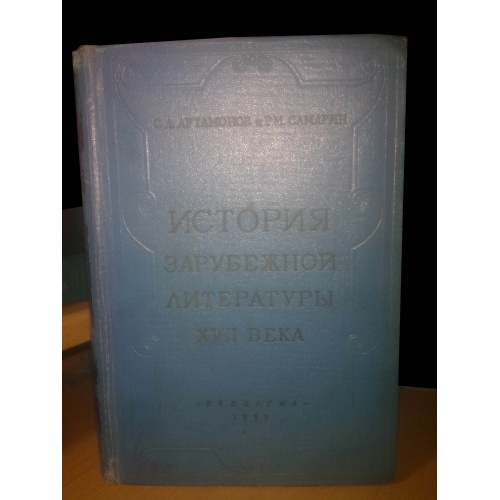 С. Д. АРТАМОНОВ и Р.М. САМАРИН
ИСТОРИЯ
ЗАРУБЕЖНОЙ
ЛИТЕРАТУРЫ
XVII ВЕКА
УЧПЕДГИЗ